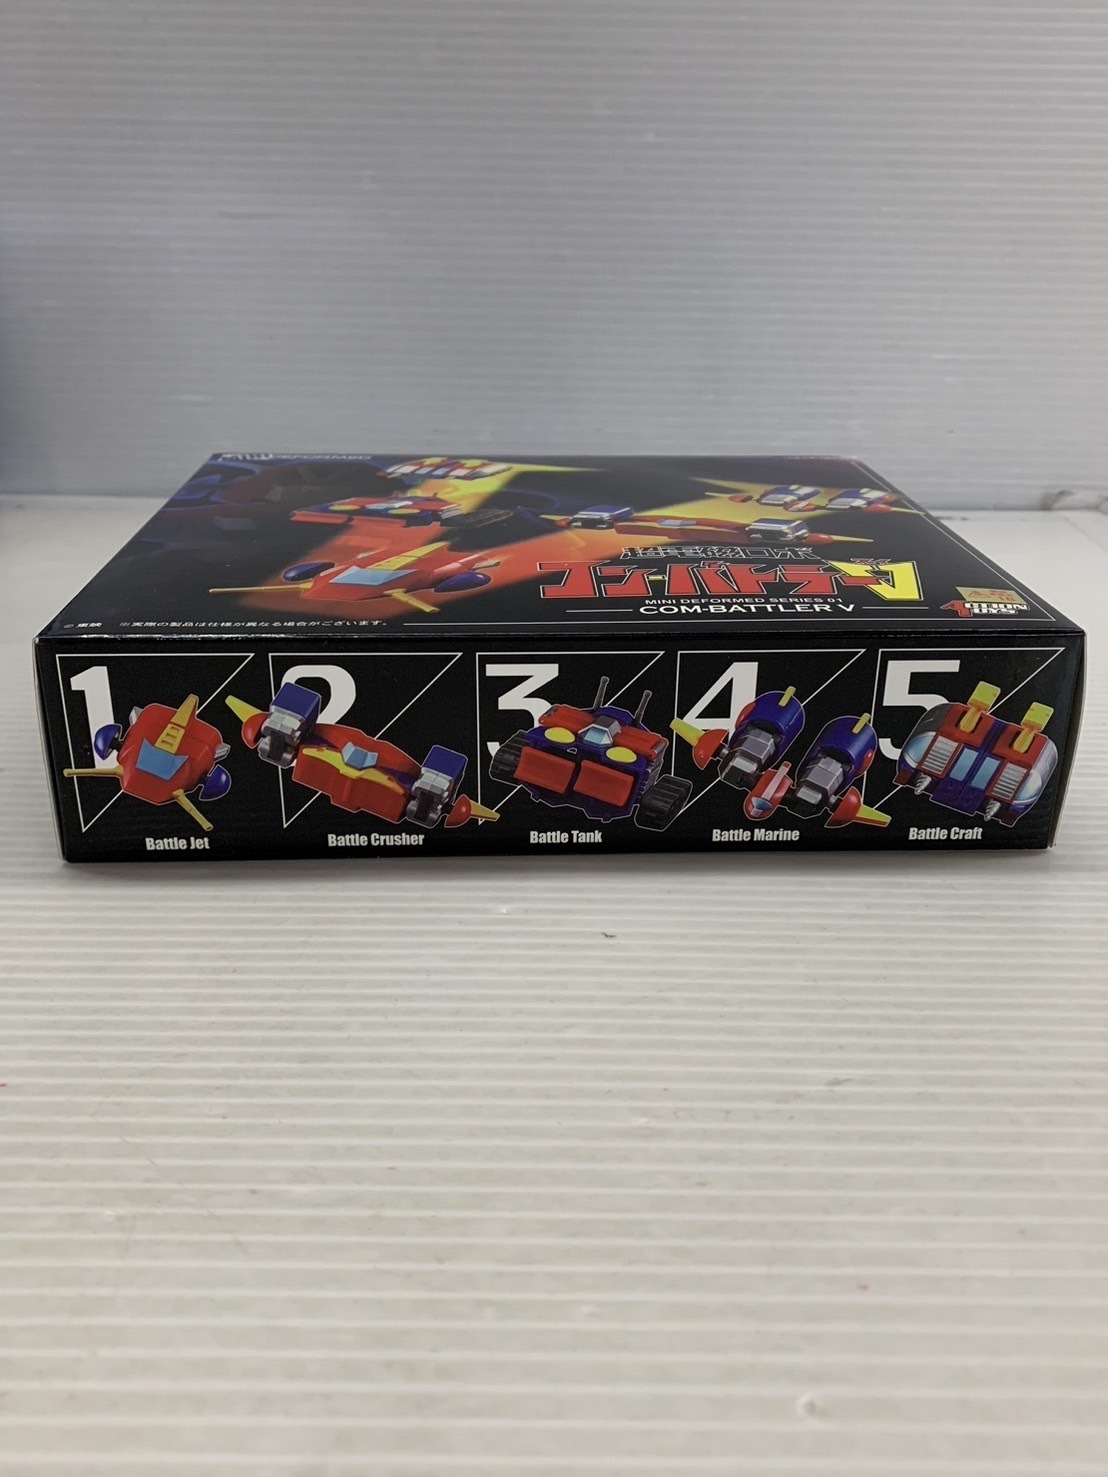 超電磁ロボ
コン・バトラーV
MINI DEFORMED SERIES 01
COM-BATTLER V
© 東映 ※実際の製品は仕様が異なる場合がございます。
ACTION
TOYS
1
2
3
4
5
Battle Jet
Battle Crusher
Battle Tank
Battle Marine
Battle Craft